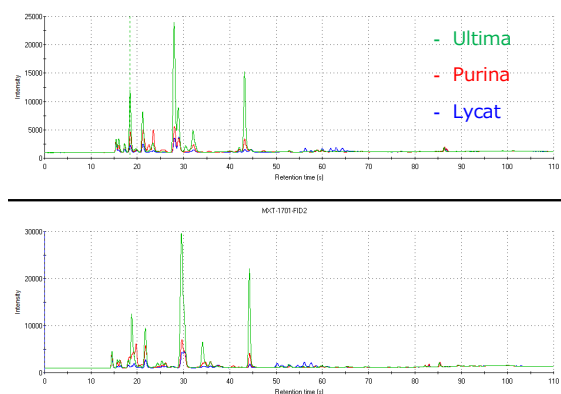 25000
20000
15000
10000
5000
0
Intensity
0 10 20 30 40 50 60 70 80 90 100 110
Retention time [s]
- Ultima
- Purina
- Lycat
MXT-1701-FID2
30000
20000
10000
0
Intensity
0 10 20 30 40 50 60 70 80 90 100 110
Retention time [s]